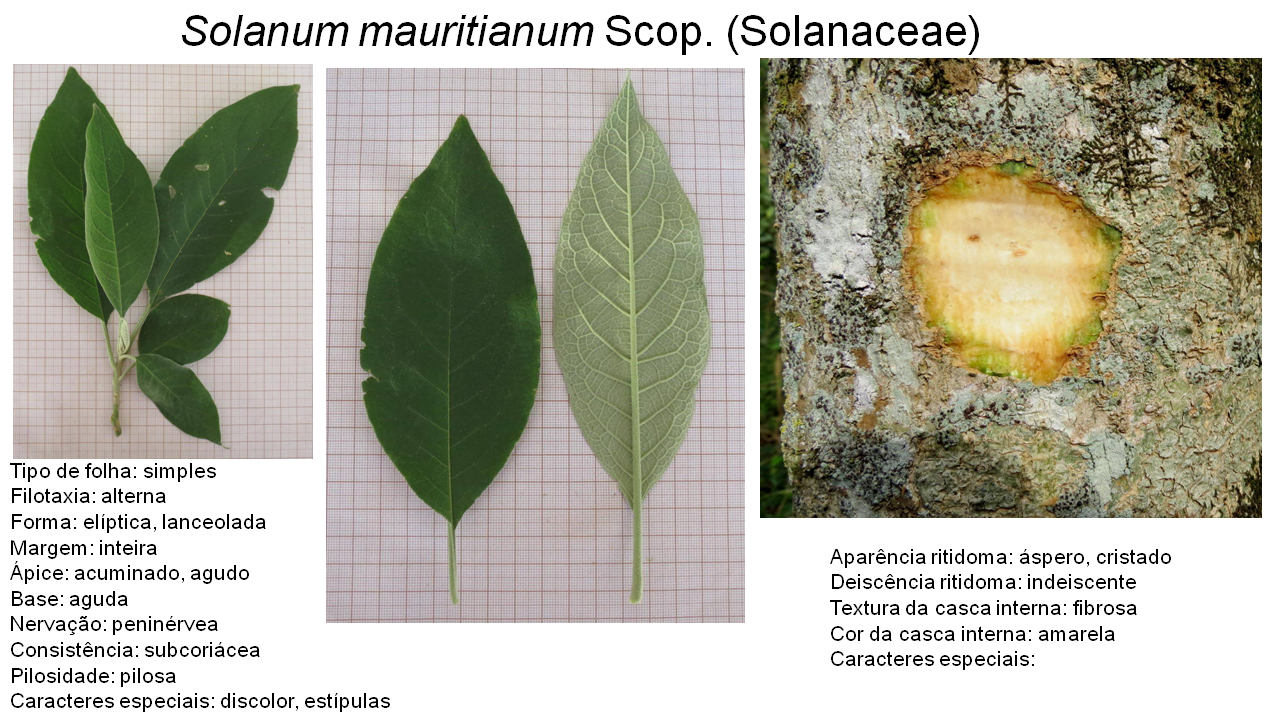 Solanum mauritianum Scop. (Solanaceae)
Tipo de folha: simples
Filotaxia: alterna
Forma: elíptica, lanceolada
Margem: inteira
Ápice: acuminado, agudo
Base: aguda
Nervação: peninérvea
Consistência: subcoriácea
Pilosidade: pilosa
Caracteres especiais: discolor, estípulas
Aparência ritidoma: áspero, cristado
Deiscência ritidoma: indeiscente
Textura da casca interna: fibrosa
Cor da casca interna: amarela
Caracteres especiais: